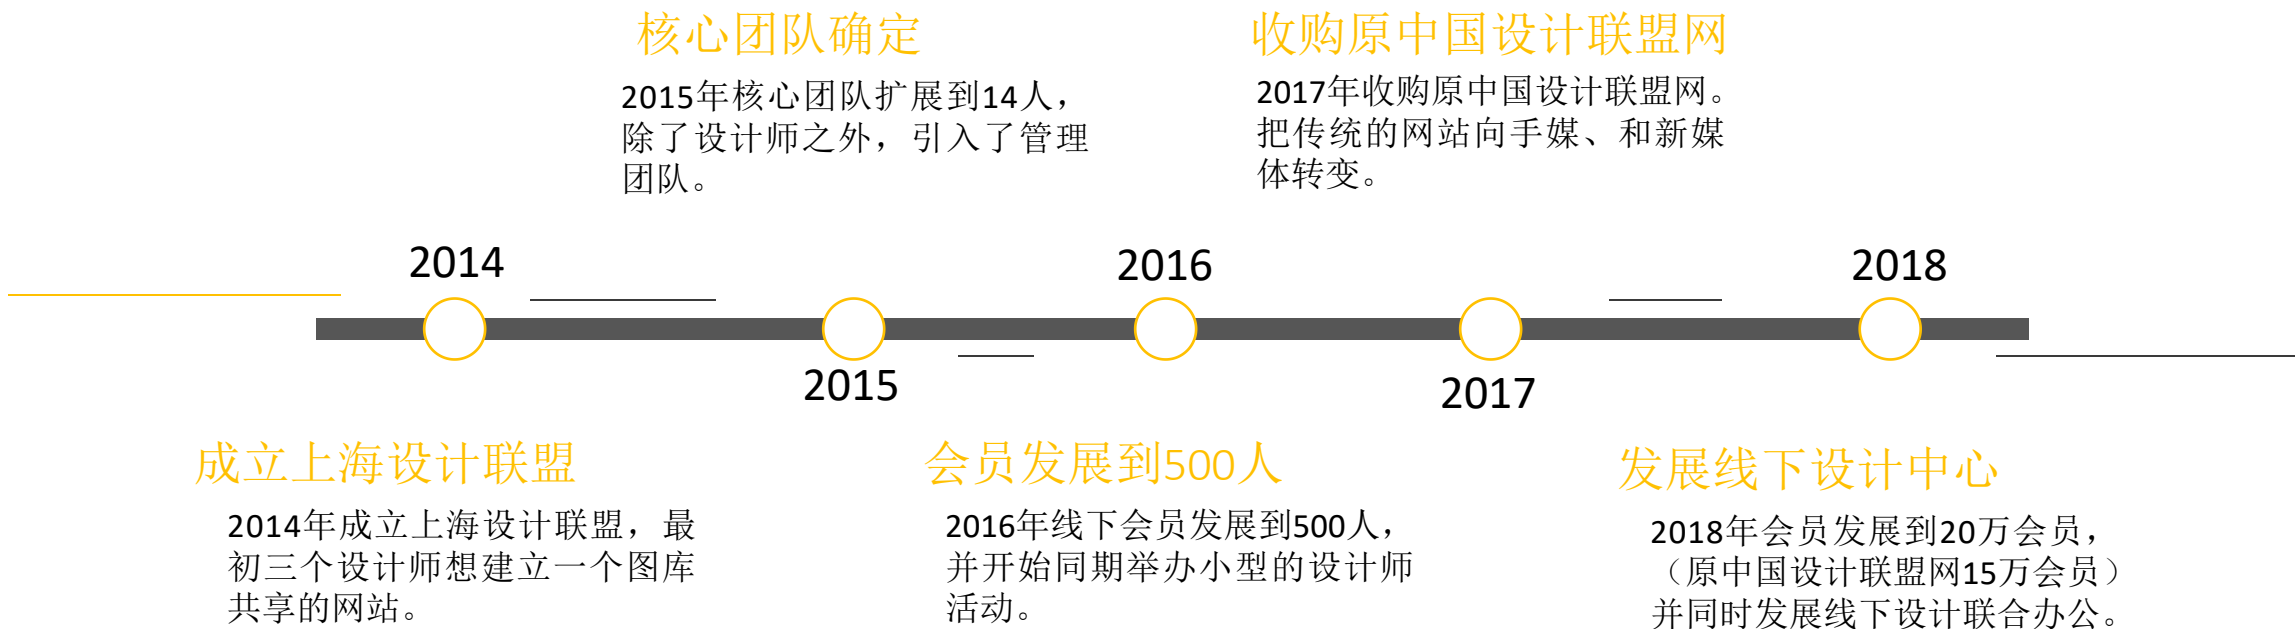 核心团队确定
2015年核心团队扩展到14人，
除了设计师之外，引入了管理
团队。
收购原中国设计联盟网
2017年收购原中国设计联盟网。
把传统的网站向手媒、和新媒
体转变。
2014
2016
2018
2015
2017
成立上海设计联盟
2014年成立上海设计联盟，最
初三个设计师想建立一个图库
共享的网站。
会员发展到500人
2016年线下会员发展到500人，
并开始同期举办小型的设计师
活动。
发展线下设计中心
2018年会员发展到20万会员，
（原中国设计联盟网15万会员）
并同时发展线下设计联合办公。